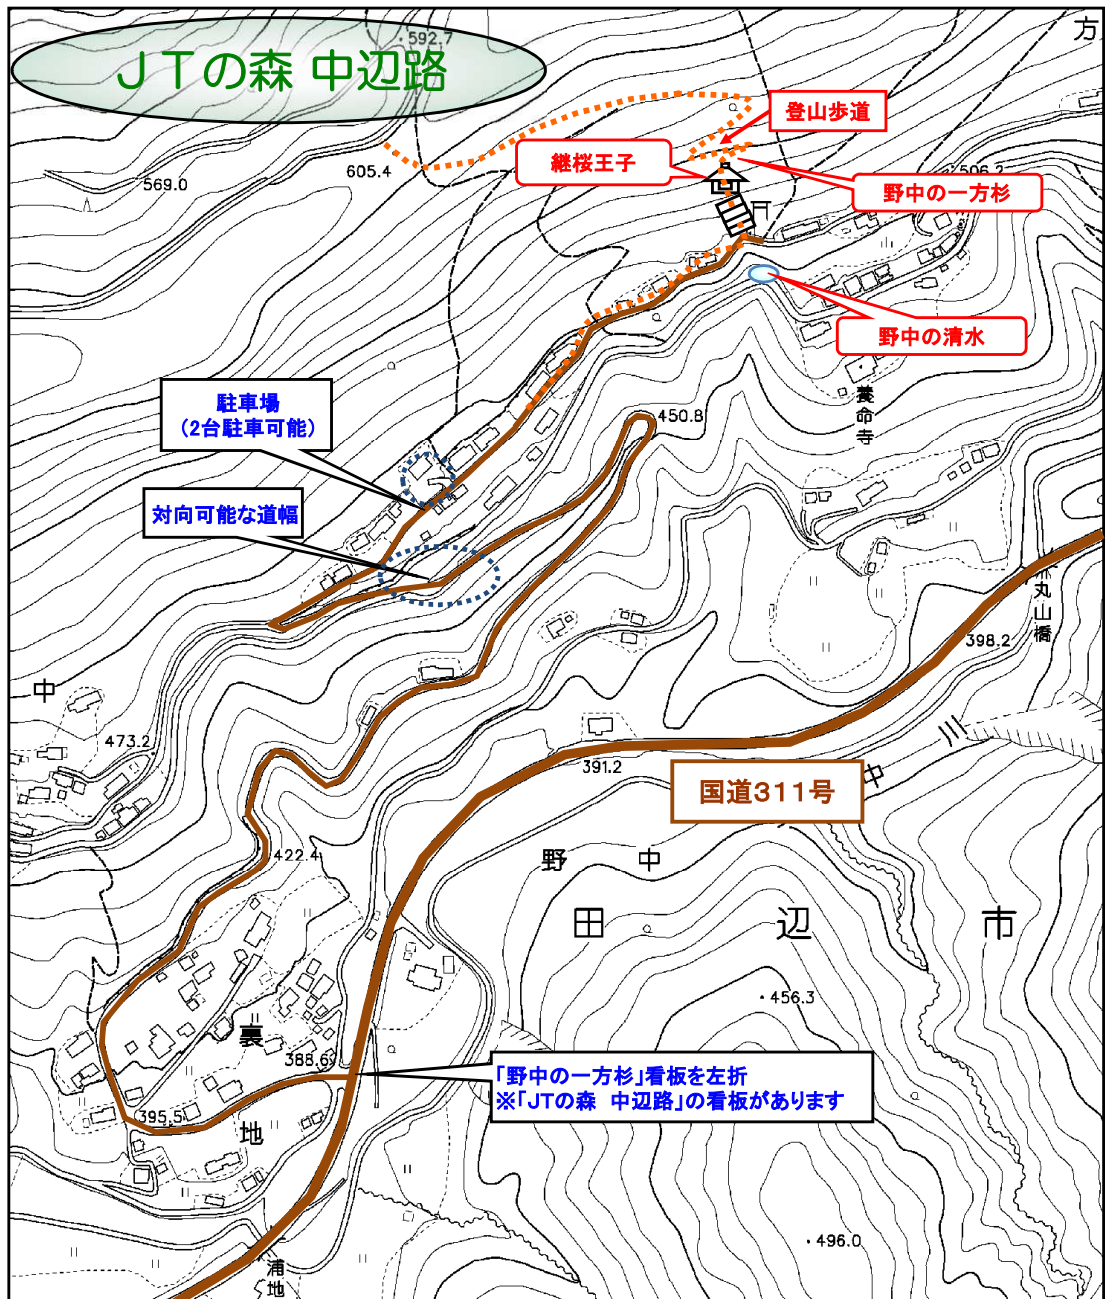 方
592.7
JTの森 中辺路
登山歩道
継桜王子
605.4
569.0
506.2
野中の一方杉
野中の清水
養命寺
駐車場
(2台駐車可能)
450.8
対向可能な道幅
丸山橋
398.2
中
473.2
川
391.2
中
国道311号
422.4
野中
田辺市
456.3
裏
388.6
「野中の一方杉」看板を左折
※「JTの森 中辺路」の看板があります
395.5
地
496.0
浦地